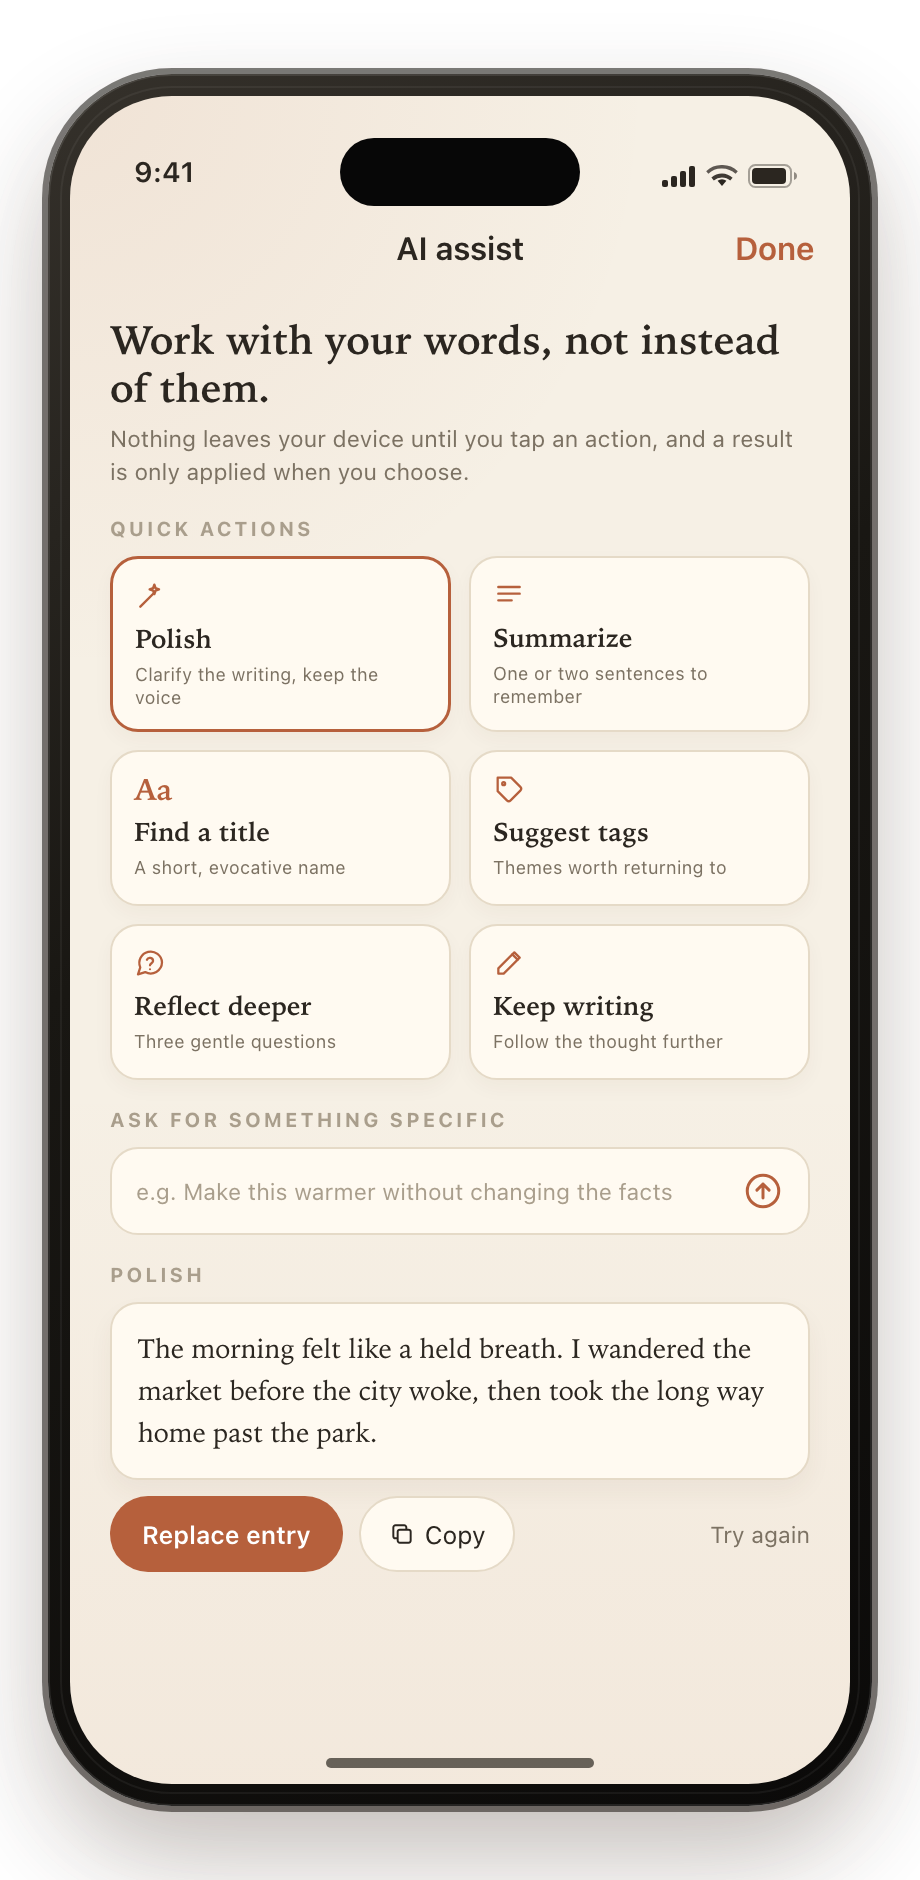 9:41
AI assist
Done
Work with your words, not instead
of them.
Nothing leaves your device until you tap an action, and a result
is only applied when you choose.
QUICK ACTIONS
Polish
Clarify the writing, keep the
voice
Summarize
One or two sentences to
remember
Aa
Find a title
A short, evocative name
Suggest tags
Themes worth returning to
Reflect deeper
Three gentle questions
Keep writing
Follow the thought further
ASK FOR SOMETHING SPECIFIC
e.g. Make this warmer without changing the facts
POLISH
The morning felt like a held breath. I wandered the
market before the city woke, then took the long way
home past the park.
Replace entry
Copy
Try again